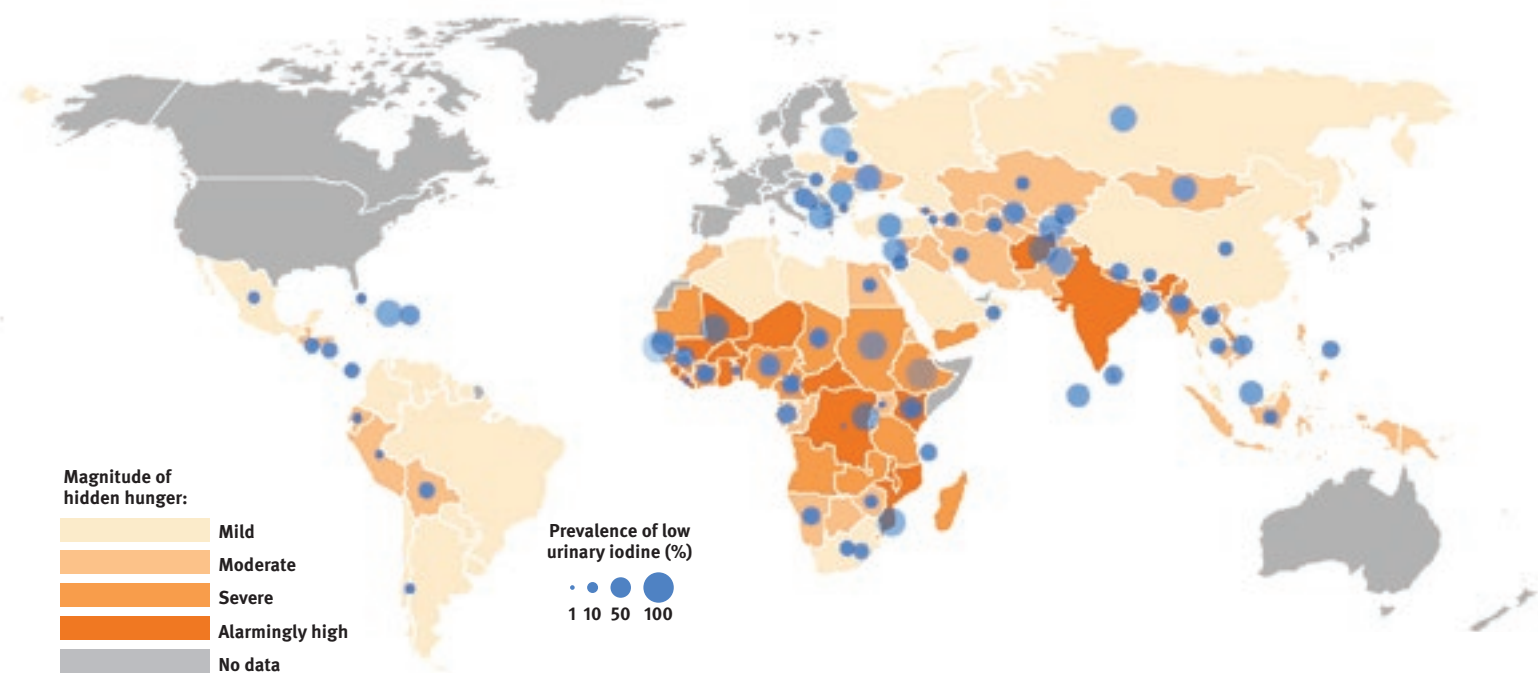 Magnitude of
hidden hunger:
Mild
Moderate
Severe
Alarmingly high
No data
Prevalence of low
urinary iodine (%)
1 10 50 100